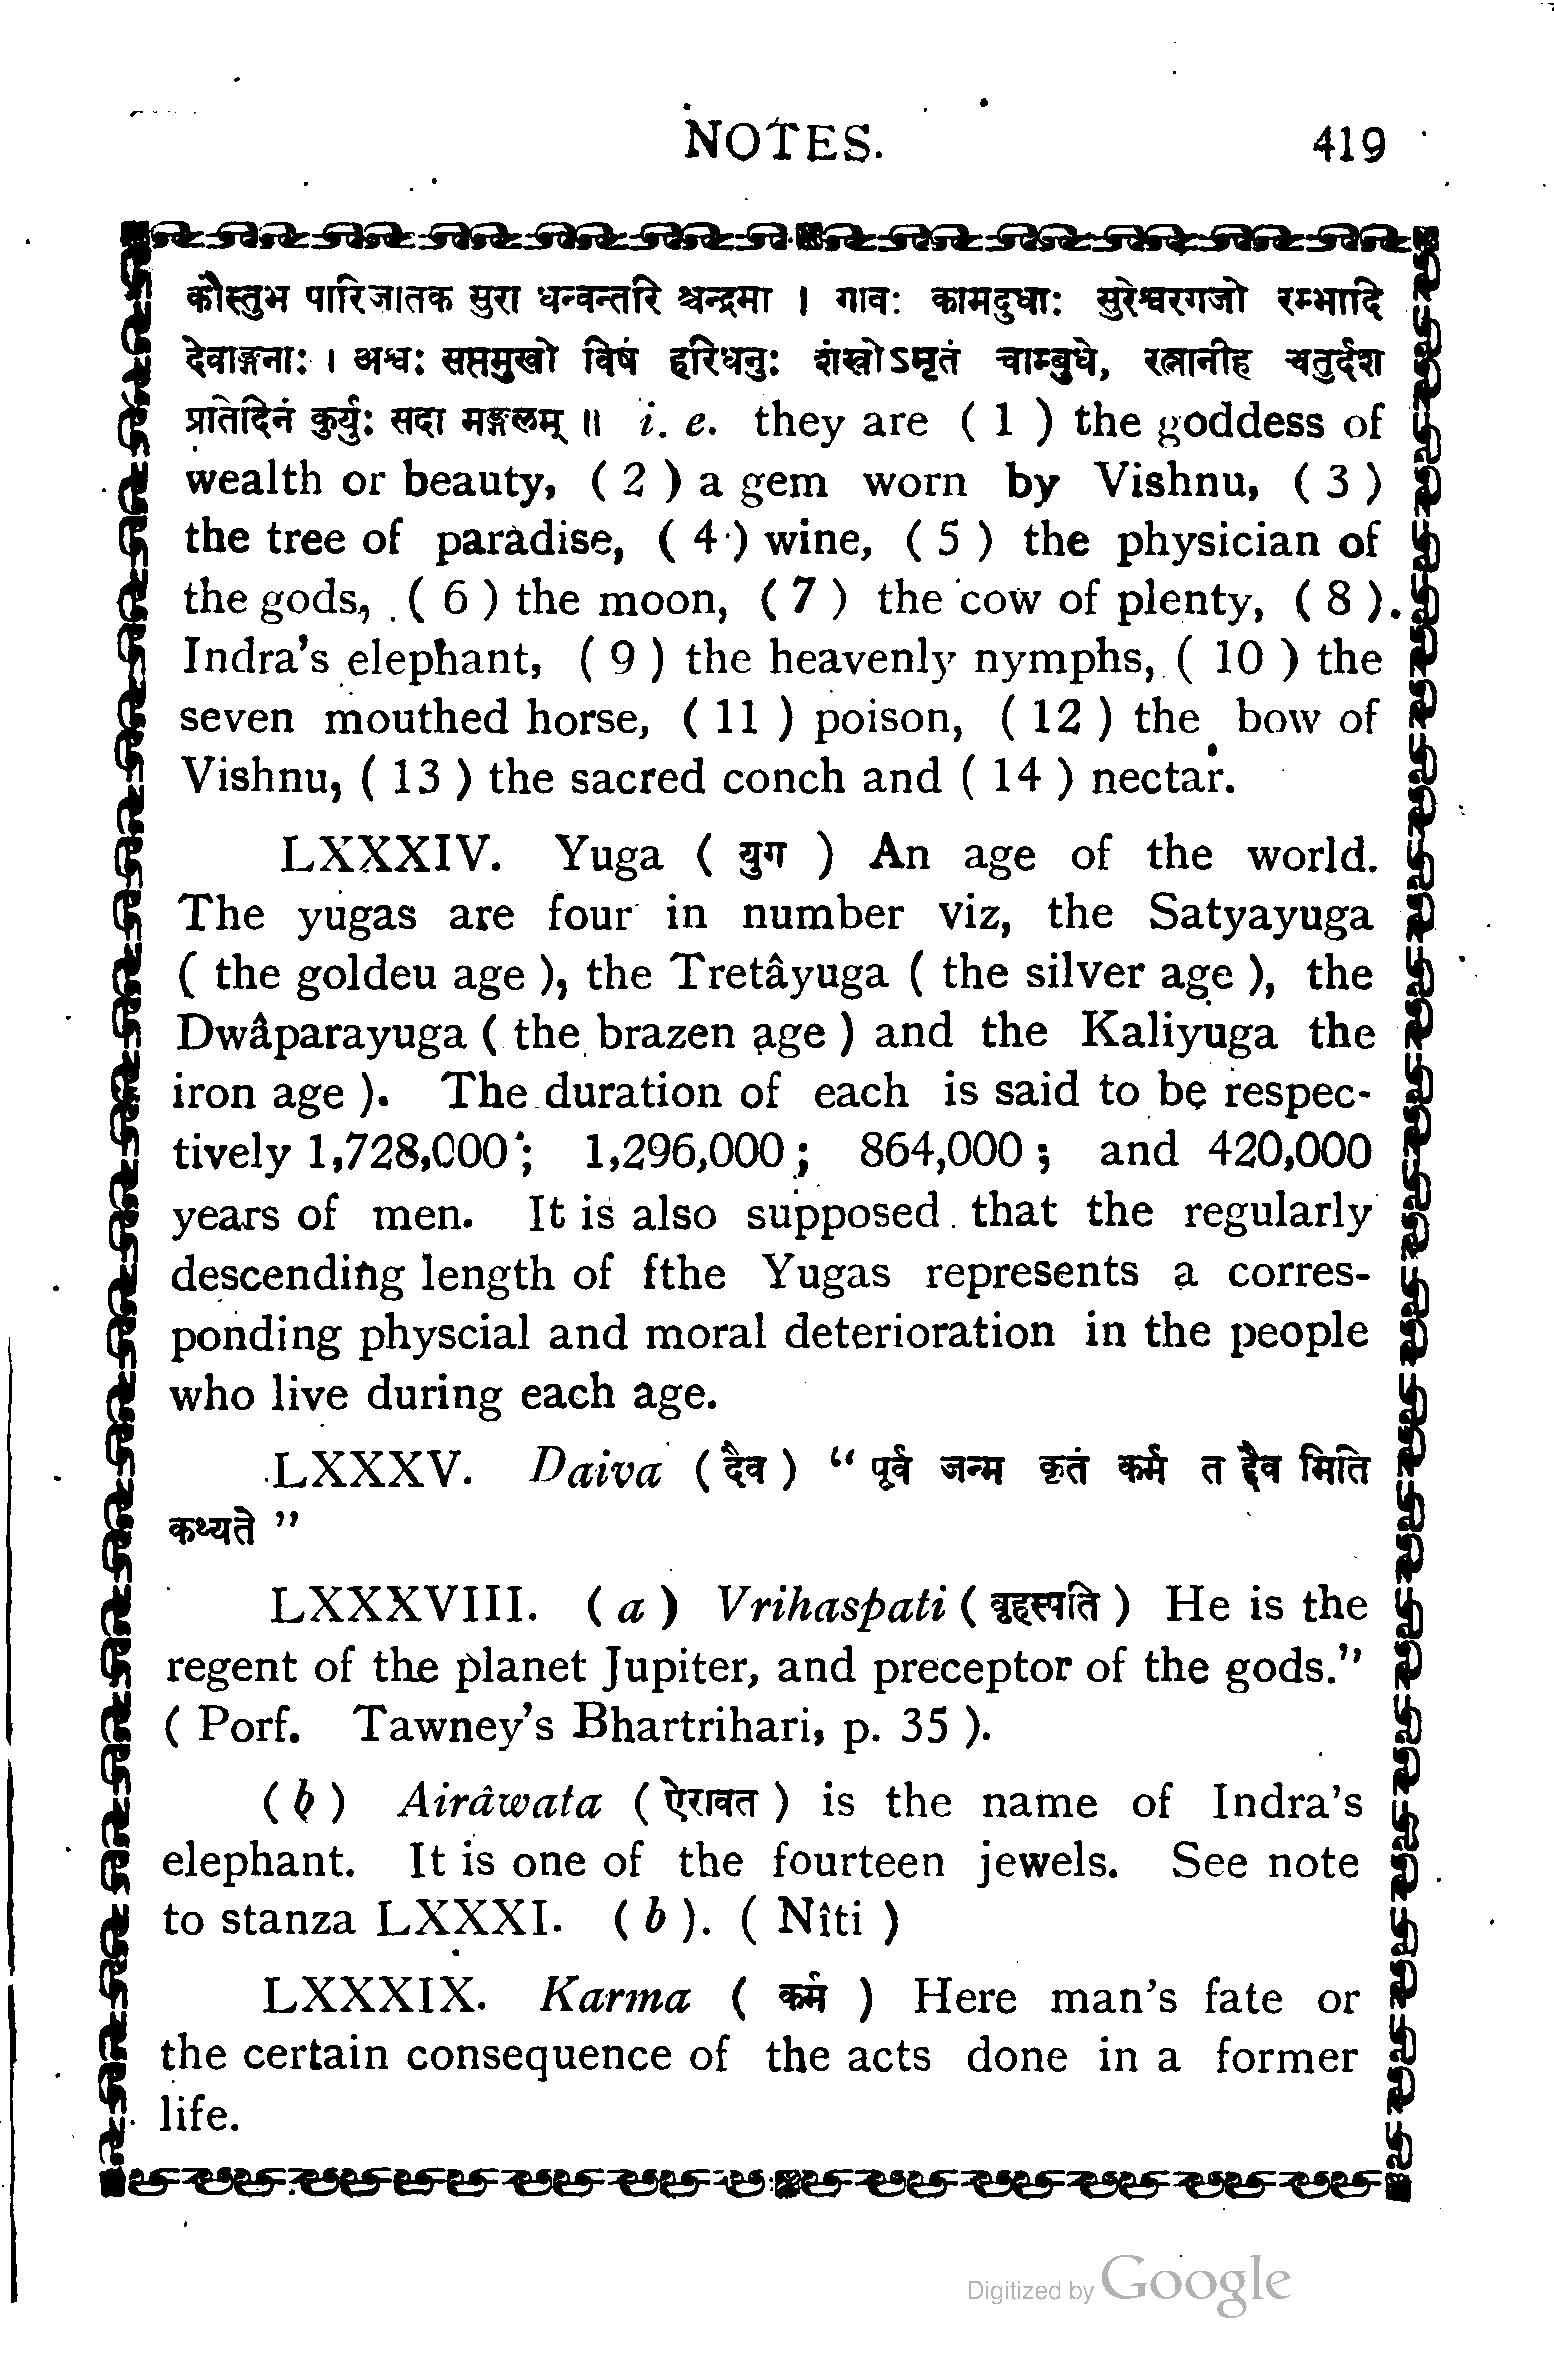 NOTES. 419
कौस्तुभ पारिजातक सुरा धन्वन्तरि श्चन्द्रमा । गावः कामदुघाः सुरेश्वरगजो रम्भादि
देवाङ्गनाः । अश्वः सप्तमुखो विषं हरिधनुः शंखोऽमृतं चाम्बुधे, रत्नानीह चतुर्दश
प्रतिदिनं कुर्युः सदा मङ्गलम् ॥ i. e. they are ( 1 ) the goddess of
wealth or beauty, ( 2 ) a gem worn by Vishnu, ( 3 )
the tree of paradise, ( 4 ) wine, ( 5 ) the physician of
the gods, ( 6 ) the moon, ( 7 ) the cow of plenty, ( 8 ).
Indra's elephant, ( 9 ) the heavenly nymphs, ( 10 ) the
seven mouthed horse, ( 11 ) poison, ( 12 ) the bow of
Vishnu, ( 13 ) the sacred conch and ( 14 ) nectar.
LXXXIV. Yuga ( युग ) An age of the world.
The yugas are four in number viz, the Satyayuga
( the goldeu age ), the Tretâyuga ( the silver age ), the
Dwâparayuga ( the brazen age ) and the Kaliyuga the
iron age ). The duration of each is said to be respec-
tively 1,728,000 ; 1,296,000 ; 864,000 ; and 420,000
years of men. It is also supposed that the regularly
descending length of fthe Yugas represents a corres-
ponding physcial and moral deterioration in the people
who live during each age.
LXXXV. Daiva ( दैव ) “ पूर्व जन्म कृतं कर्म त द्दैव मिति
कथ्यते ”
LXXXVIII. ( a ) Vrihaspati ( वृहस्पति ) He is the
regent of the planet Jupiter, and preceptor of the gods.”
( Porf. Tawney's Bhartrihari, p. 35 ).
( b ) Airâwata ( ऐरावत ) is the name of Indra's
elephant. It is one of the fourteen jewels. See note
to stanza LXXXI. ( b ). ( Nîti )
LXXXIX. Karma ( कर्म ) Here man's fate or
the certain consequence of the acts done in a former
life.
Digitized by Google